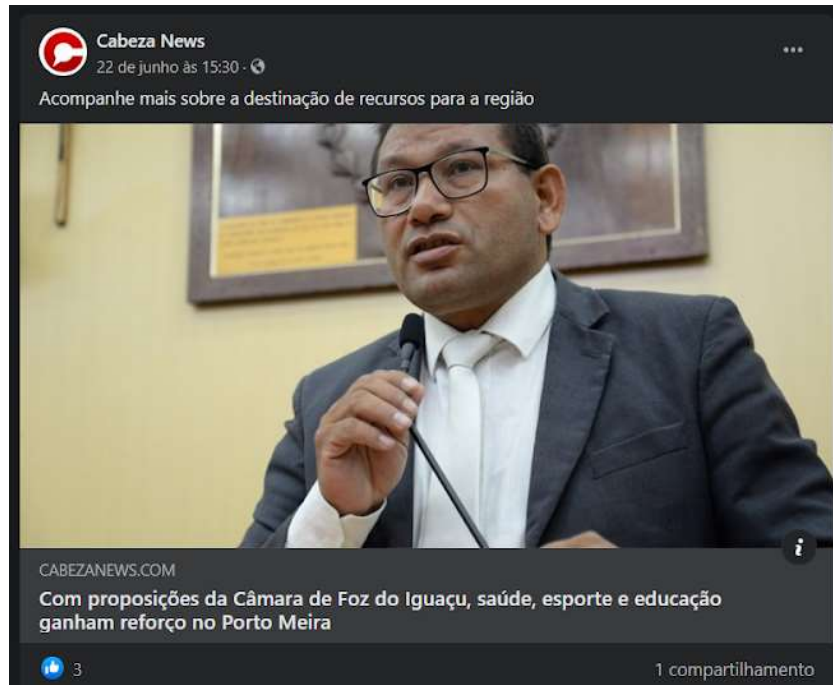 Cabeza News
22 de junho às 15:30
Acompanhe mais sobre a destinação de recursos para a região
CABEZANEWS.COM
Com proposições da Câmara de Foz do Iguaçu, saúde, esporte e educação
ganham reforço no Porto Meira
3
1 compartilhamento